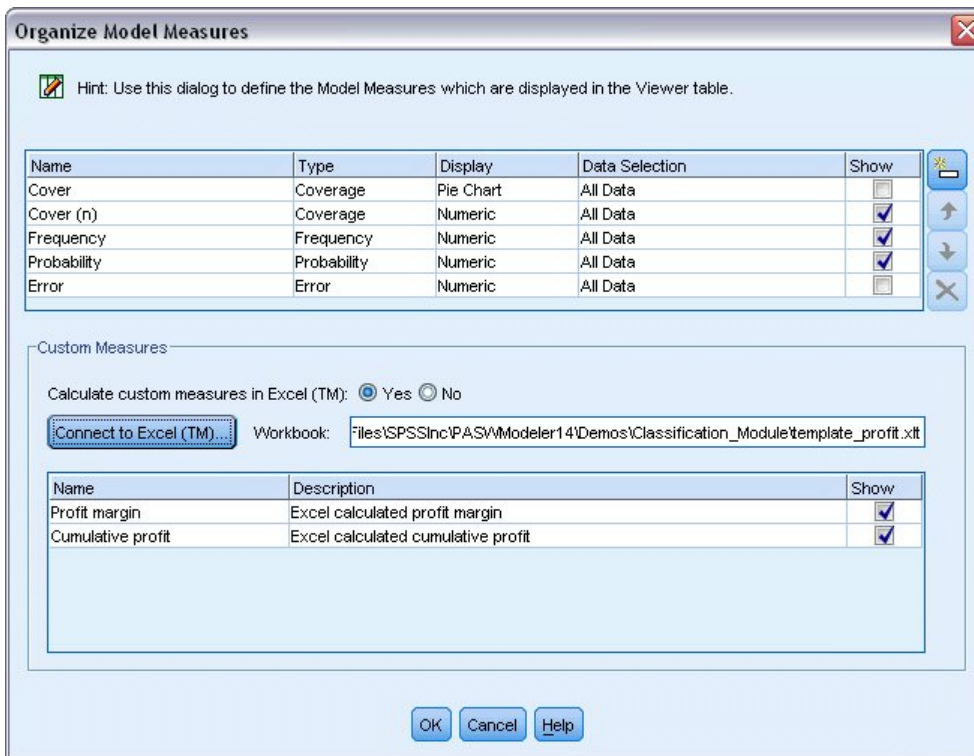 Organize Model Measures
Hint: Use this dialog to define the Model Measures which are displayed in the Viewer table.
Name Type Display Data Selection Show
Cover Coverage Pie Chart All Data
Cover (n) Coverage Numeric All Data
Frequency Frequency Numeric All Data
Probability Probability Numeric All Data
Error Error Numeric All Data
Custom Measures
Calculate custom measures in Excel (TM): Yes No
Connect to Excel (TM)... Workbook: Files\SPSSInc\PASWModeler14\Demos\Classification_Module\template_profit.xlt
Name Description Show
Profit margin Excel calculated profit margin
Cumulative profit Excel calculated cumulative profit
OK Cancel Help